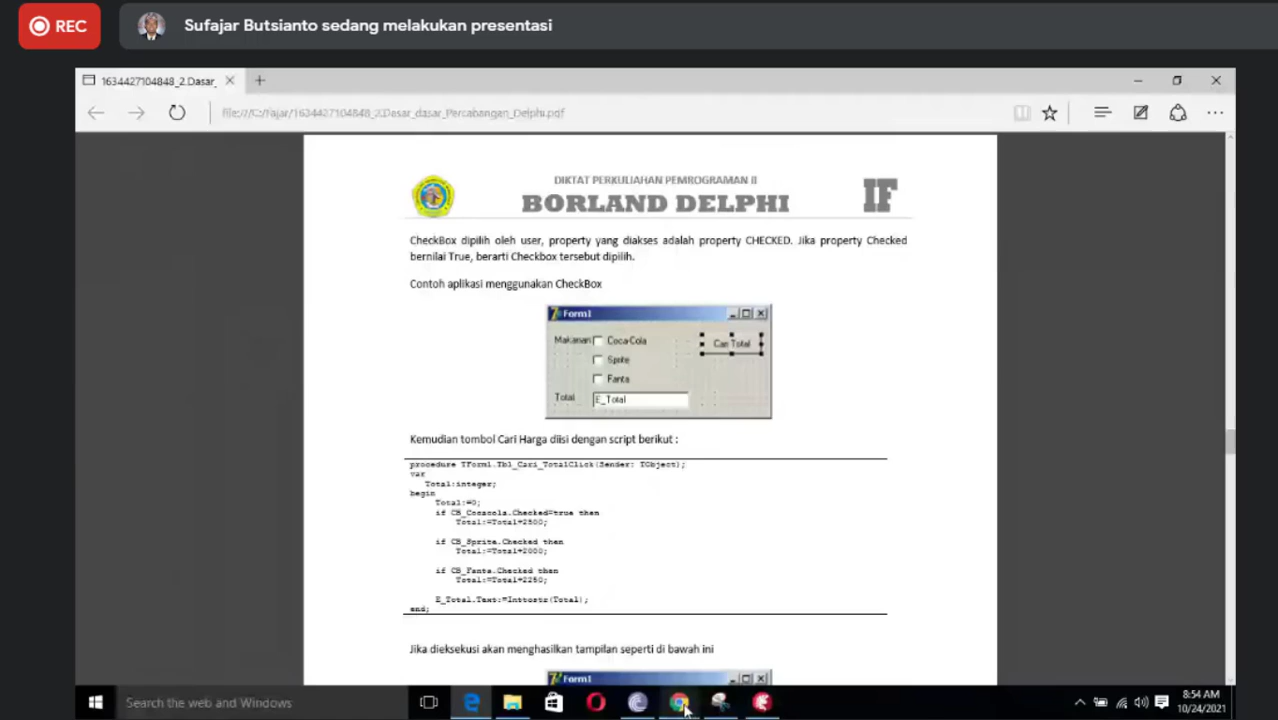 REC
Sufajar Butsianto sedang melakukan presentasi
1634427104848_2.Dasar_
file:///C:/fajar/1634427104848_2.Dasar_dasar_Percabangan_Delphi.pdf
DIKTAT PERKULIAHAN PEMROGRAMAN II
BORLAND DELPHI
IF
CheckBox dipilih oleh user, property yang diakses adalah property CHECKED. Jika property Checked
bernilai True, berarti Checkbox tersebut dipilih.
Contoh aplikasi menggunakan CheckBox
Form1
Makanan Coca-Cola Cari Total
Sprite
Fanta
Total E_Total
Kemudian tombol Cari Harga diisi dengan script berikut :
procedure TForm1.Tbl_Cari_TotalClick(Sender: TObject);
var
Total:integer;
begin
Total:=0;
if CB_Cocacola.Checked=true then
Total:=Total+2500;
if CB_Sprite.Checked then
Total:=Total+2000;
if CB_Fanta.Checked then
Total:=Total+2250;
E_Total.Text:=Inttostr(Total);
end;
Jika dieksekusi akan menghasilkan tampilan seperti di bawah ini
Form1
Search the web and Windows
8:54 AM
10/24/2021